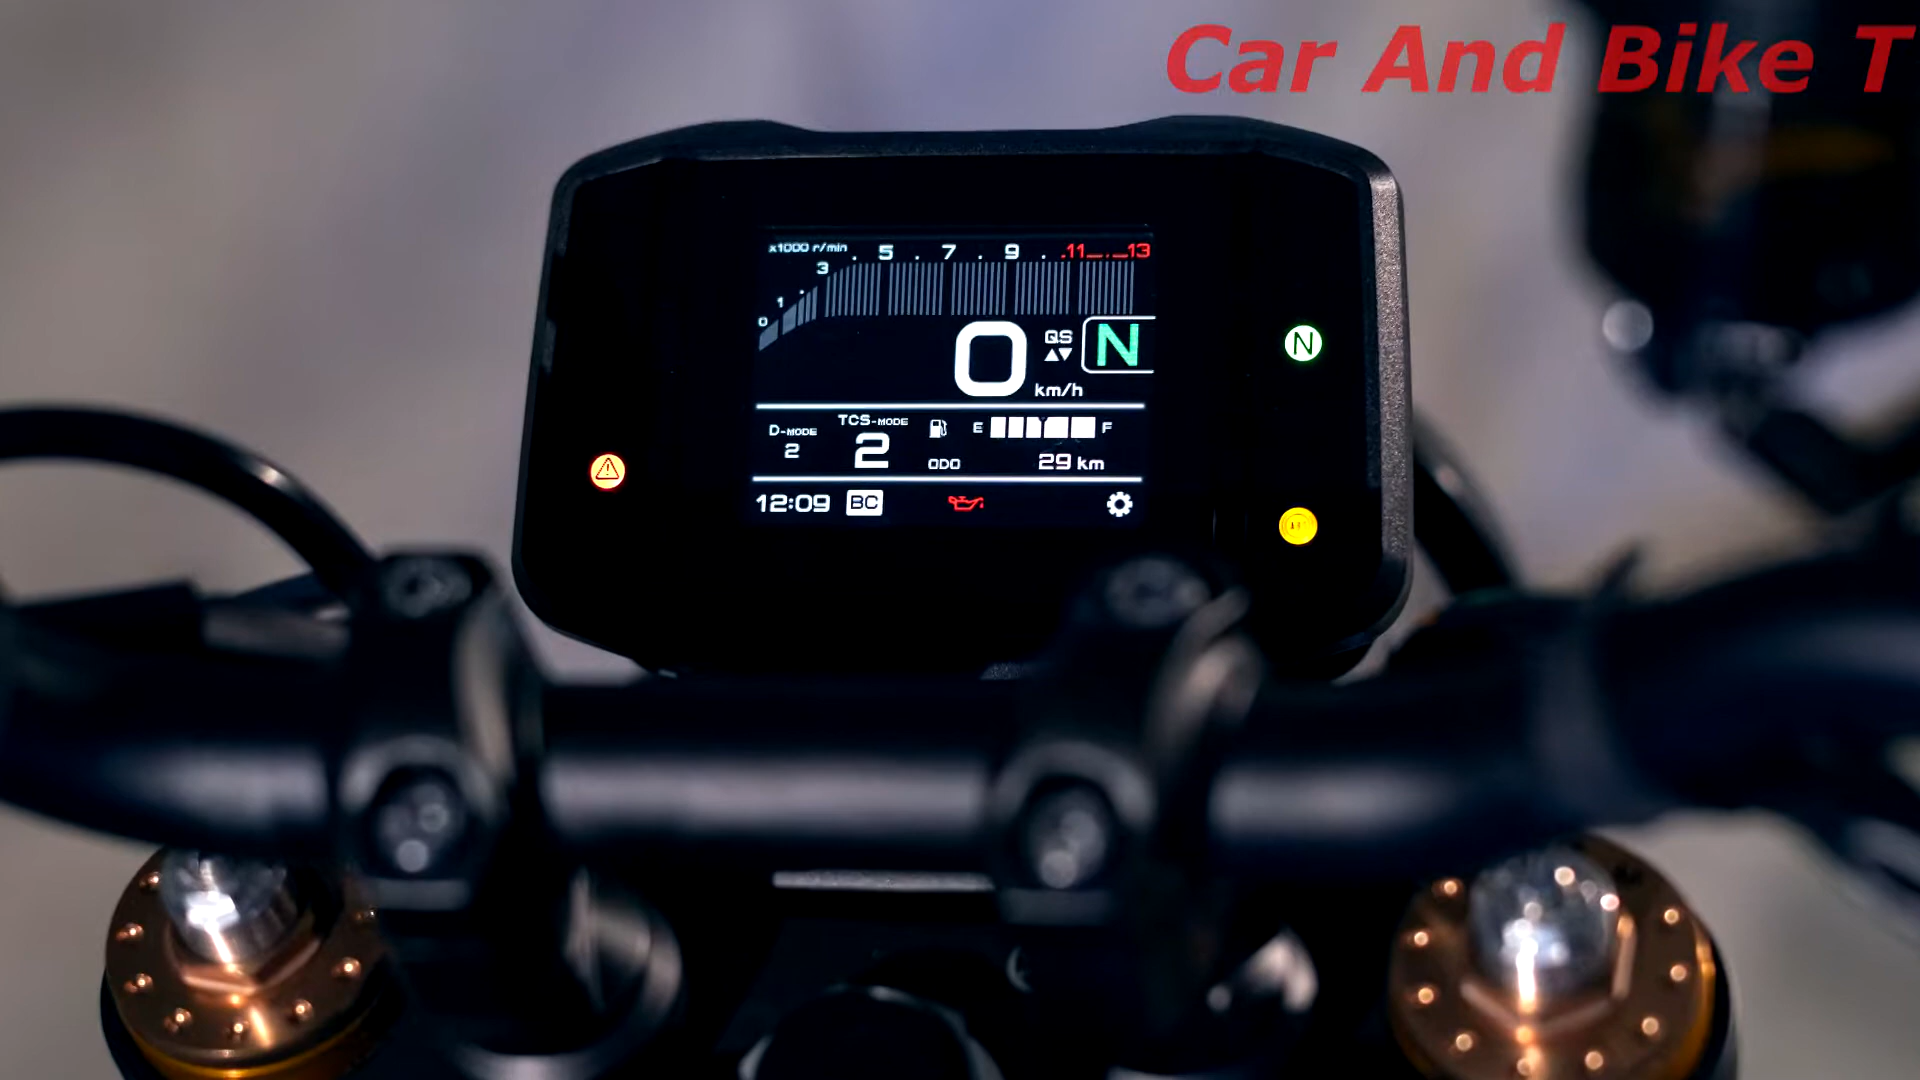 Car And Bike T
x1000 r/min
0 1 3 5 7 9 11 13
0 km/h
QS
N
N
D-MODE
2
TCS-MODE
2
E F
ODO 29 km
12:09 BC